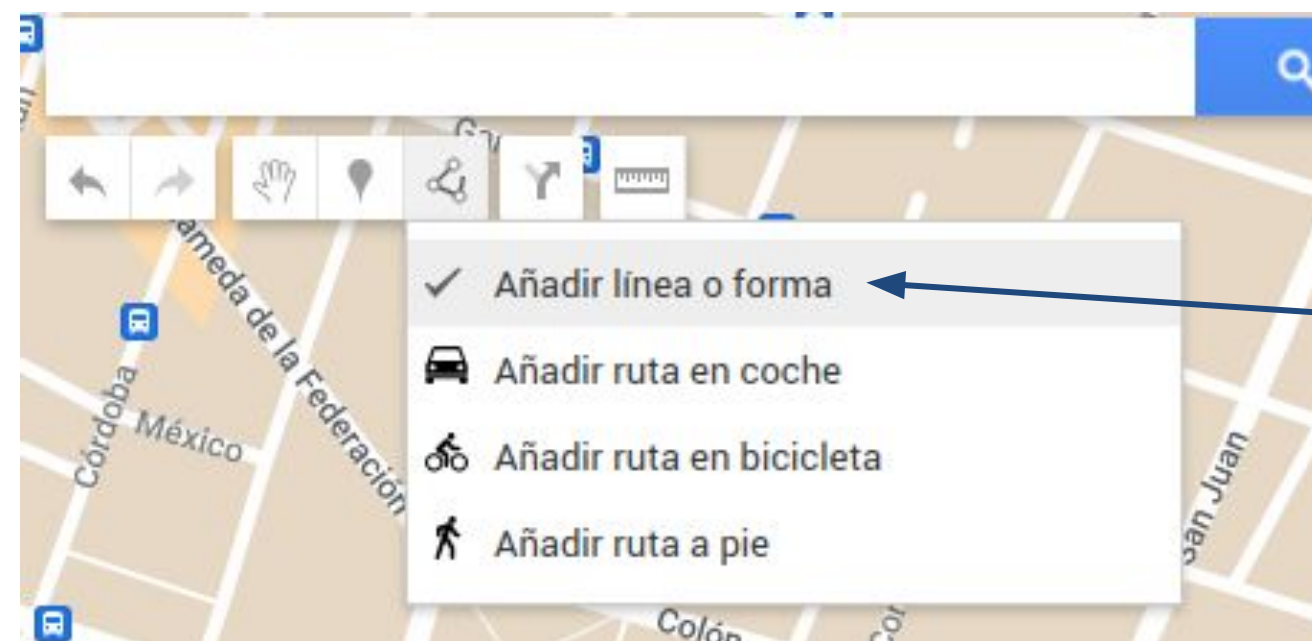 Añadir línea o forma
Añadir ruta en coche
Añadir ruta en bicicleta
Añadir ruta a pie
ameda de la Federación
Córdoba
México
San Juan
Colón